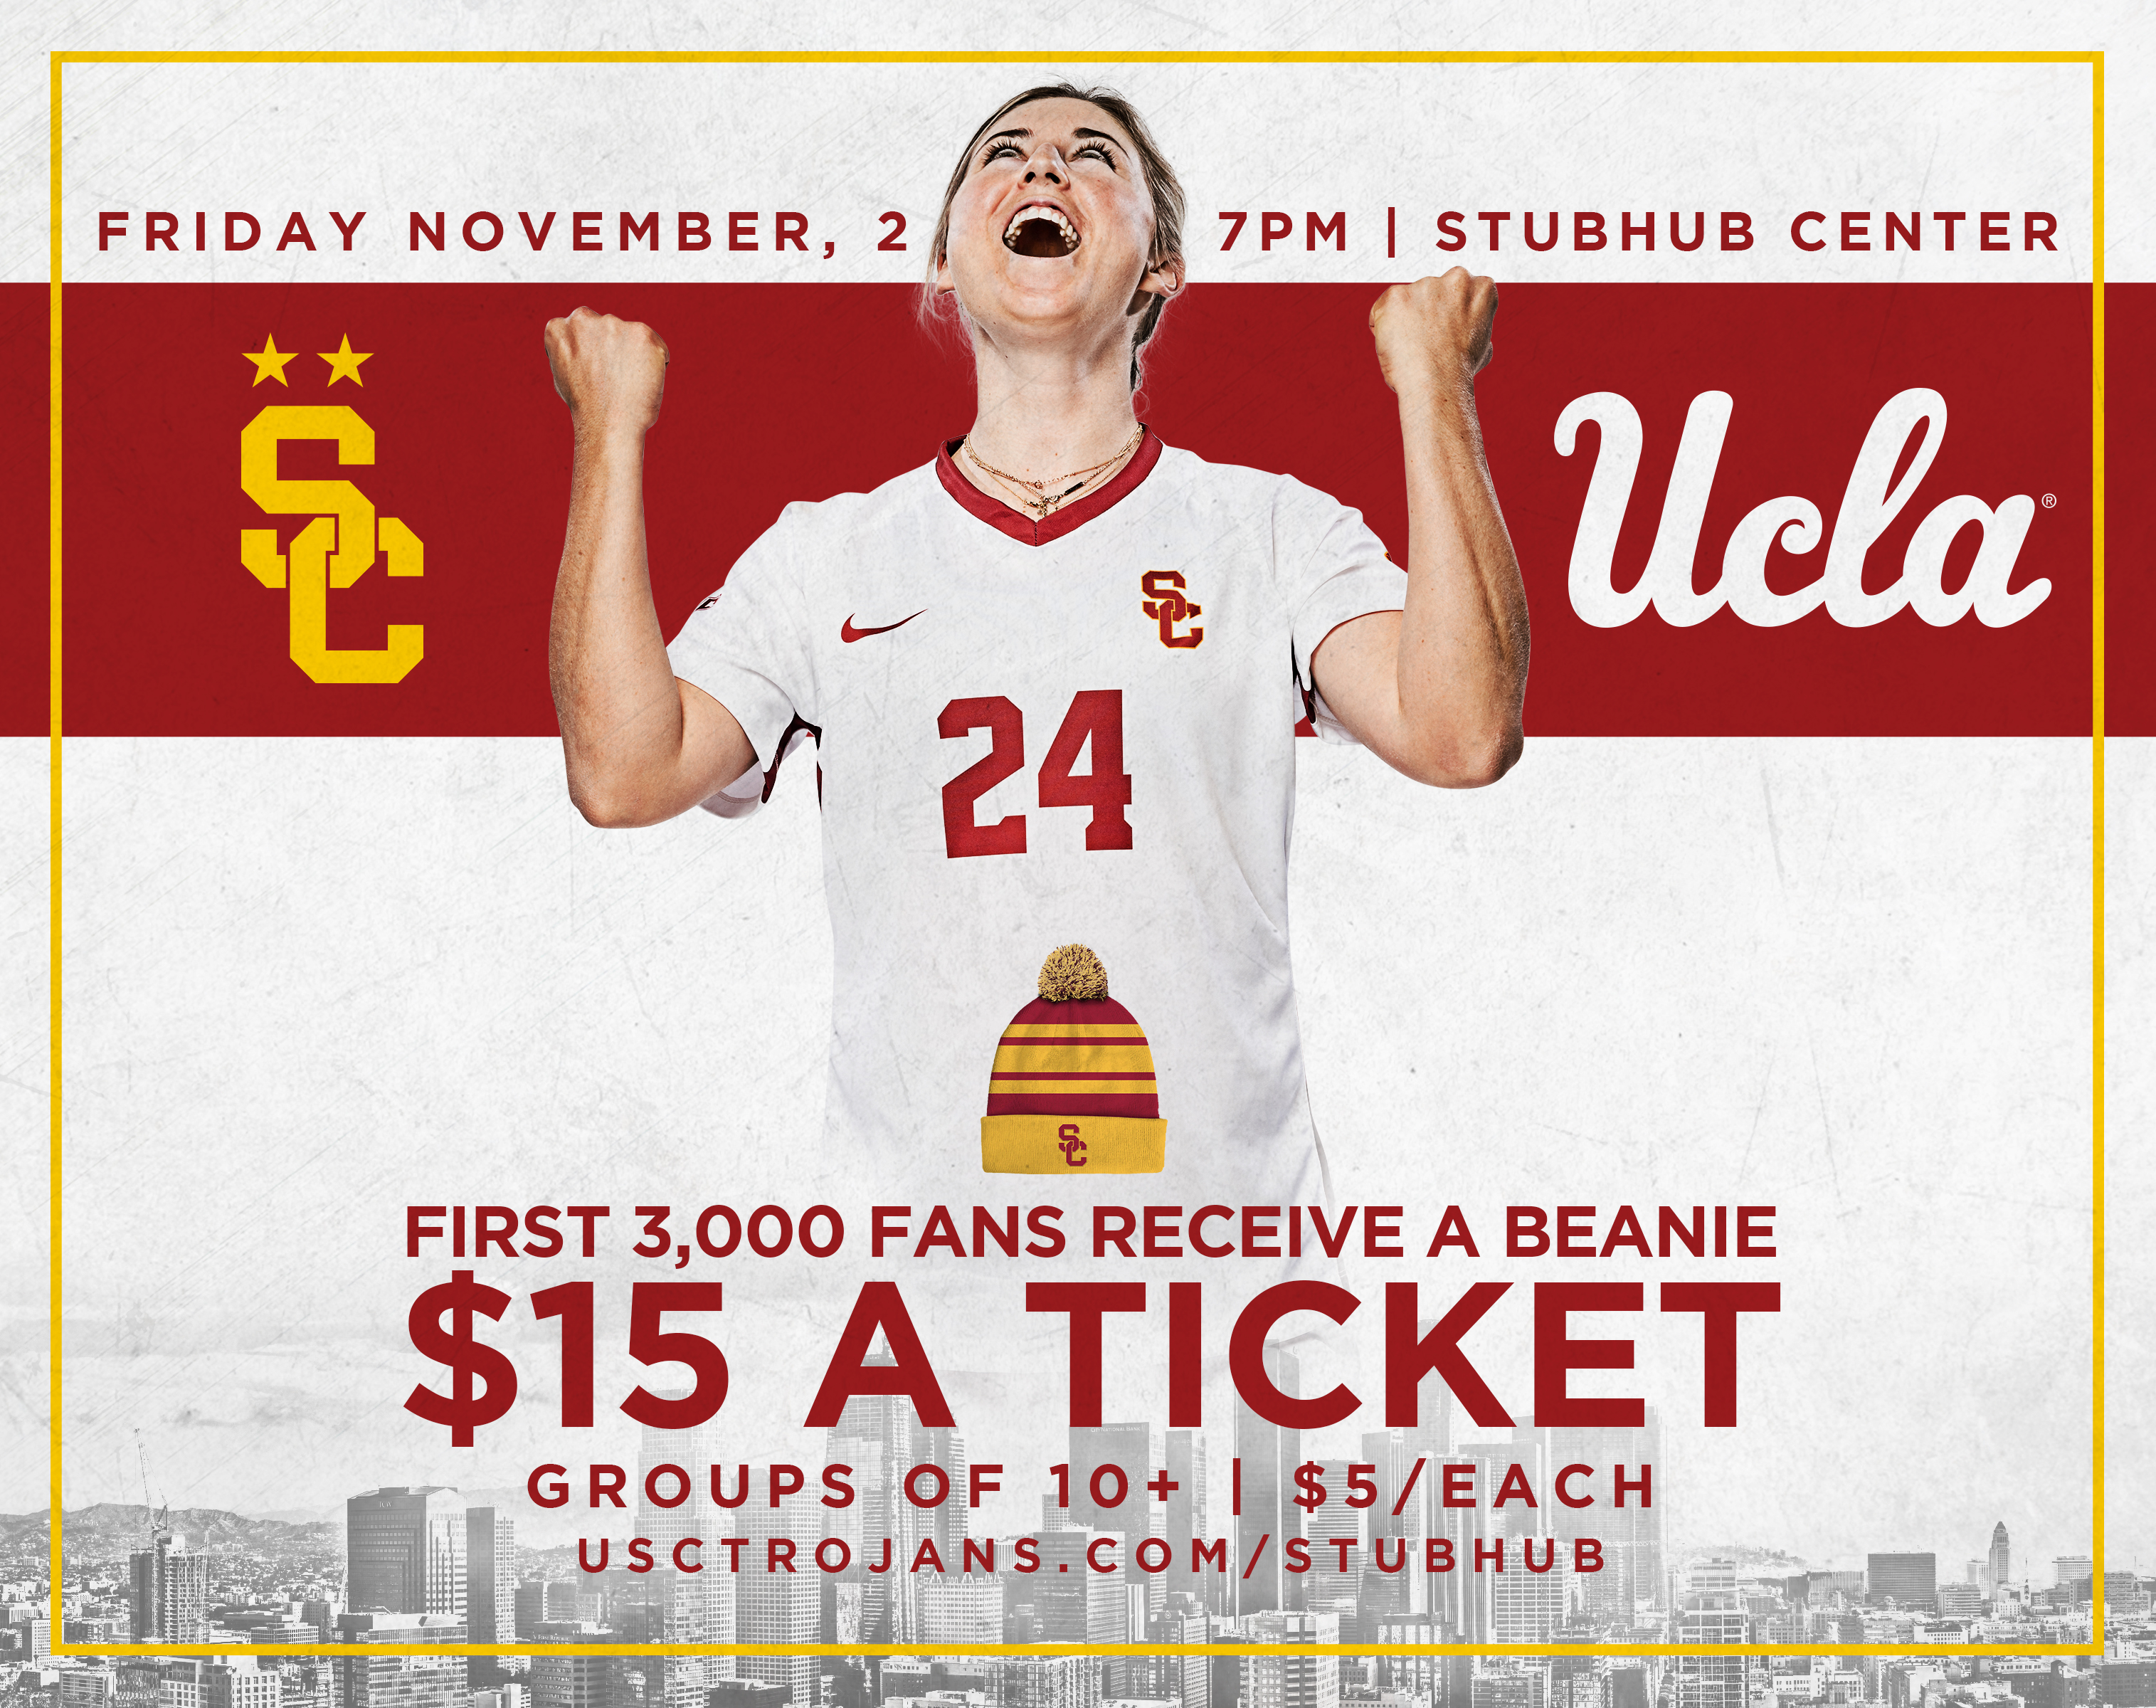 FRIDAY NOVEMBER, 2 7PM | STUBHUB CENTER
SC
Ucla®
SC
24
SC
FIRST 3,000 FANS RECEIVE A BEANIE
$15 A TICKET
GROUPS OF 10+ | $5/EACH
USCTROJANS.COM/STUBHUB